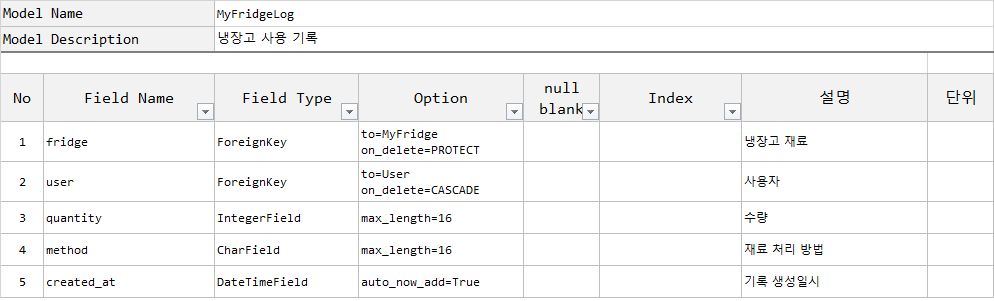 Model Name MyFridgeLog
Model Description 냉장고 사용 기록
No Field Name Field Type Option null blank Index 설명 단위
1 fridge ForeignKey to=MyFridge on_delete=PROTECT 냉장고 재료
2 user ForeignKey to=User on_delete=CASCADE 사용자
3 quantity IntegerField max_length=16 수량
4 method CharField max_length=16 재료 처리 방법
5 created_at DateTimeField auto_now_add=True 기록 생성일시